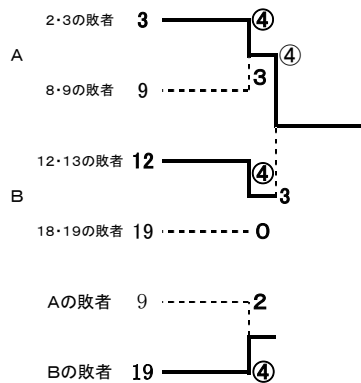 2・3の敗者 3 ④
A ④
8・9の敗者 9 3
12・13の敗者 12 ④
B 3
18・19の敗者 19 0
Aの敗者 9 2
Bの敗者 19 ④